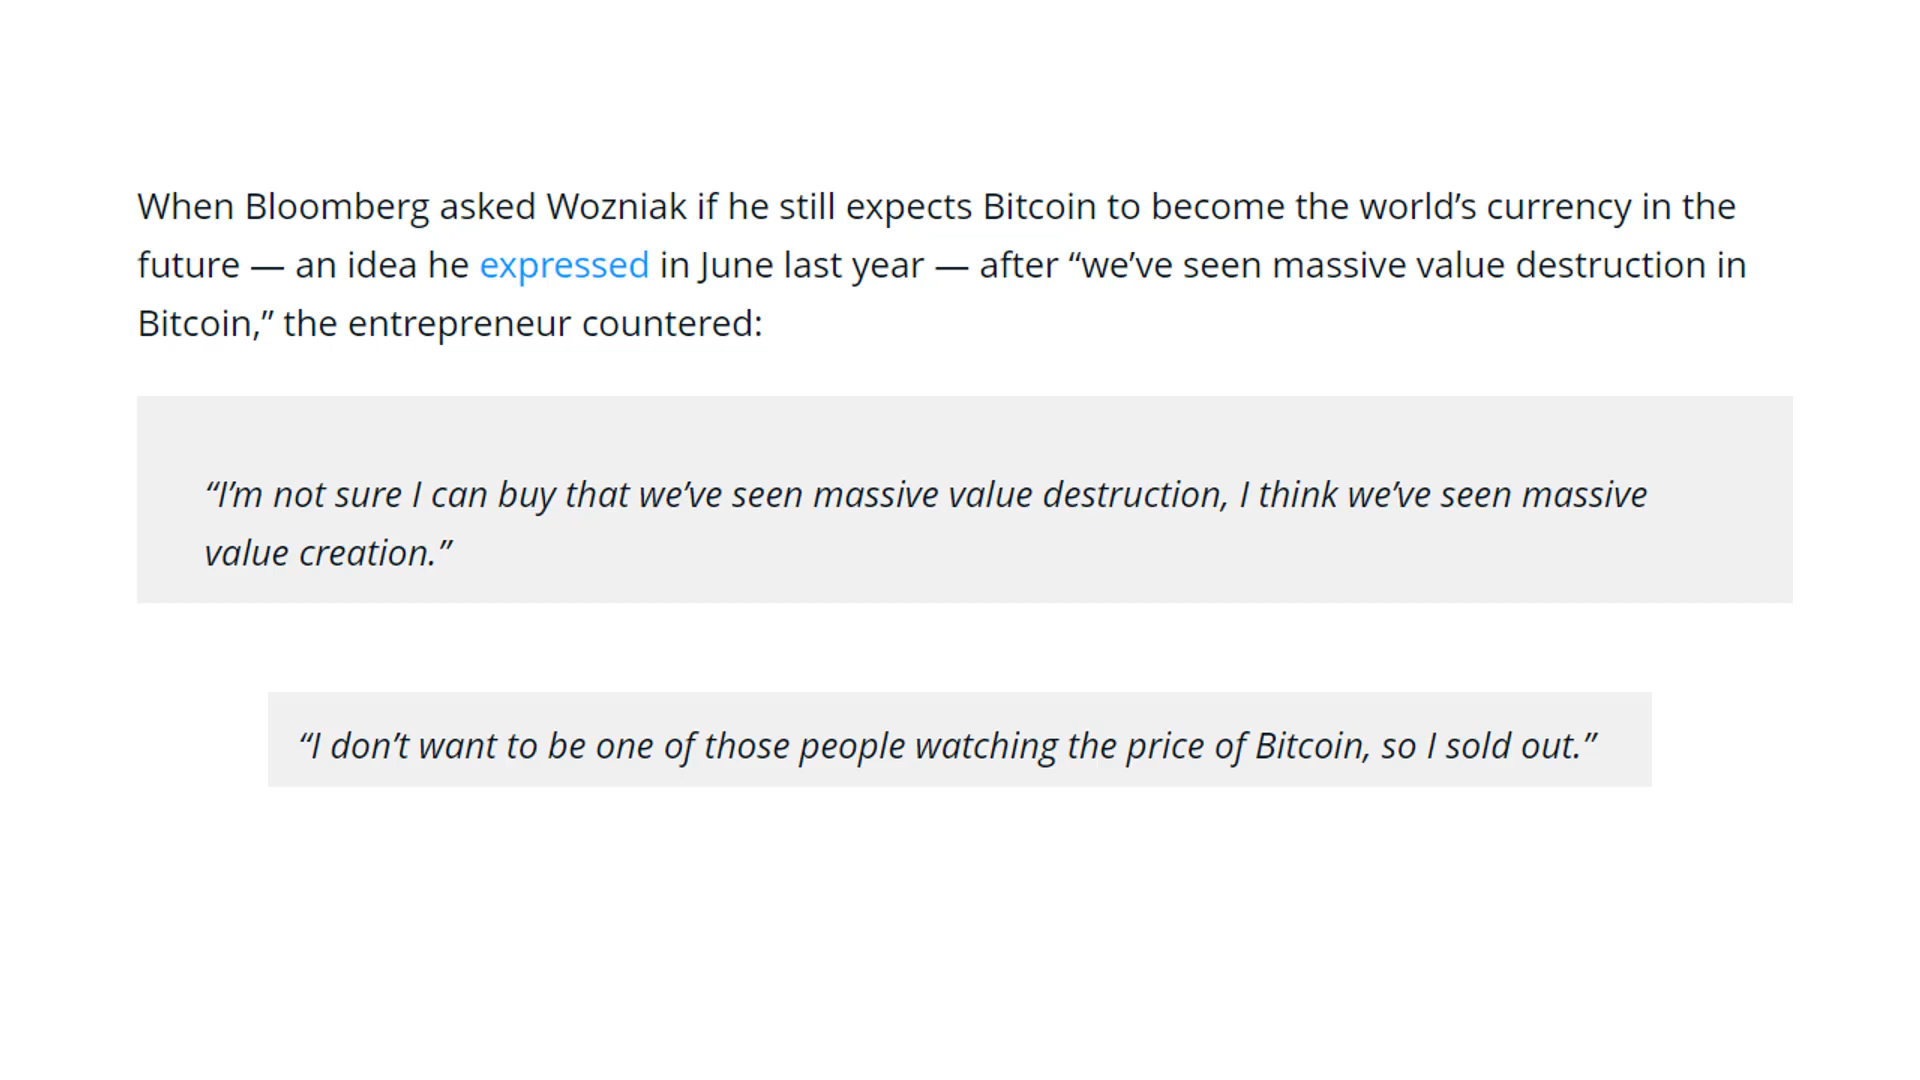 When Bloomberg asked Wozniak if he still expects Bitcoin to become the world’s currency in the
future — an idea he expressed in June last year — after “we’ve seen massive value destruction in
Bitcoin,” the entrepreneur countered:
“I’m not sure I can buy that we’ve seen massive value destruction, I think we’ve seen massive
value creation.”
“I don’t want to be one of those people watching the price of Bitcoin, so I sold out.”